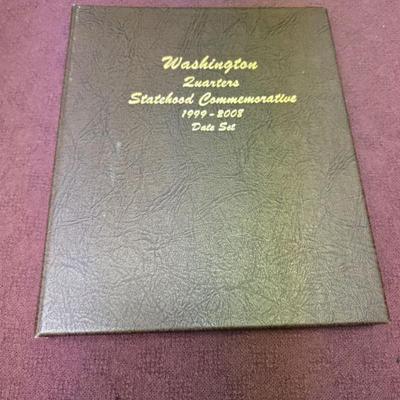 Washington
Quarters
Statehood Commemorative
1999-2008
Date Set